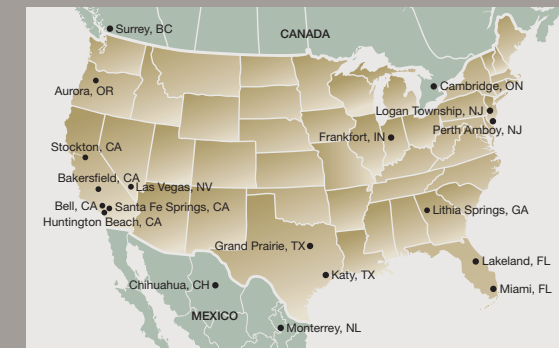 Surrey, BC
CANADA
Aurora, OR
Cambridge, ON
Logan Township, NJ
Perth Amboy, NJ
Frankfort, IN
Stockton, CA
Bakersfield, CA
Las Vegas, NV
Bell, CA
Santa Fe Springs, CA
Huntington Beach, CA
Lithia Springs, GA
Grand Prairie, TX
Lakeland, FL
Katy, TX
Chihuahua, CH
Miami, FL
MEXICO
Monterrey, NL